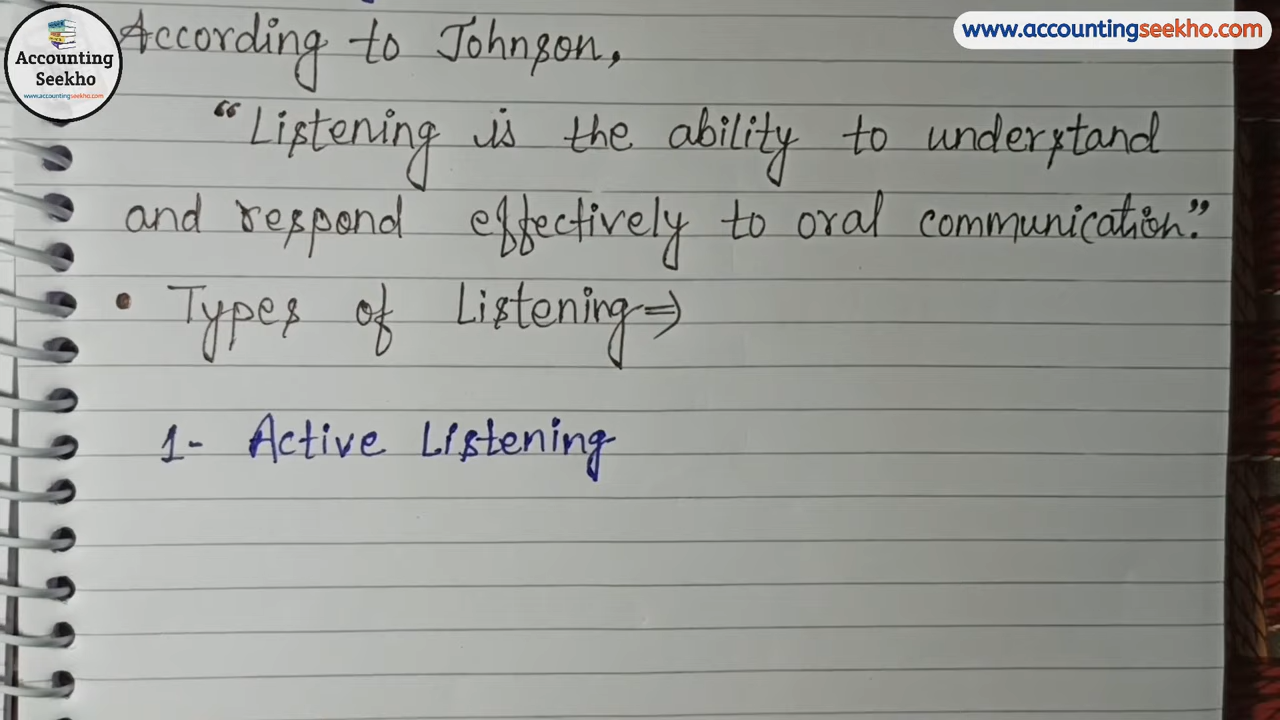 Accounting
Seekho
www.accountingseekho.com
www.accountingseekho.com
According to Johnson,
“Listening is the ability to understand
and respond effectively to oral communication.”
• Types of Listening⇒
1- Active Listening